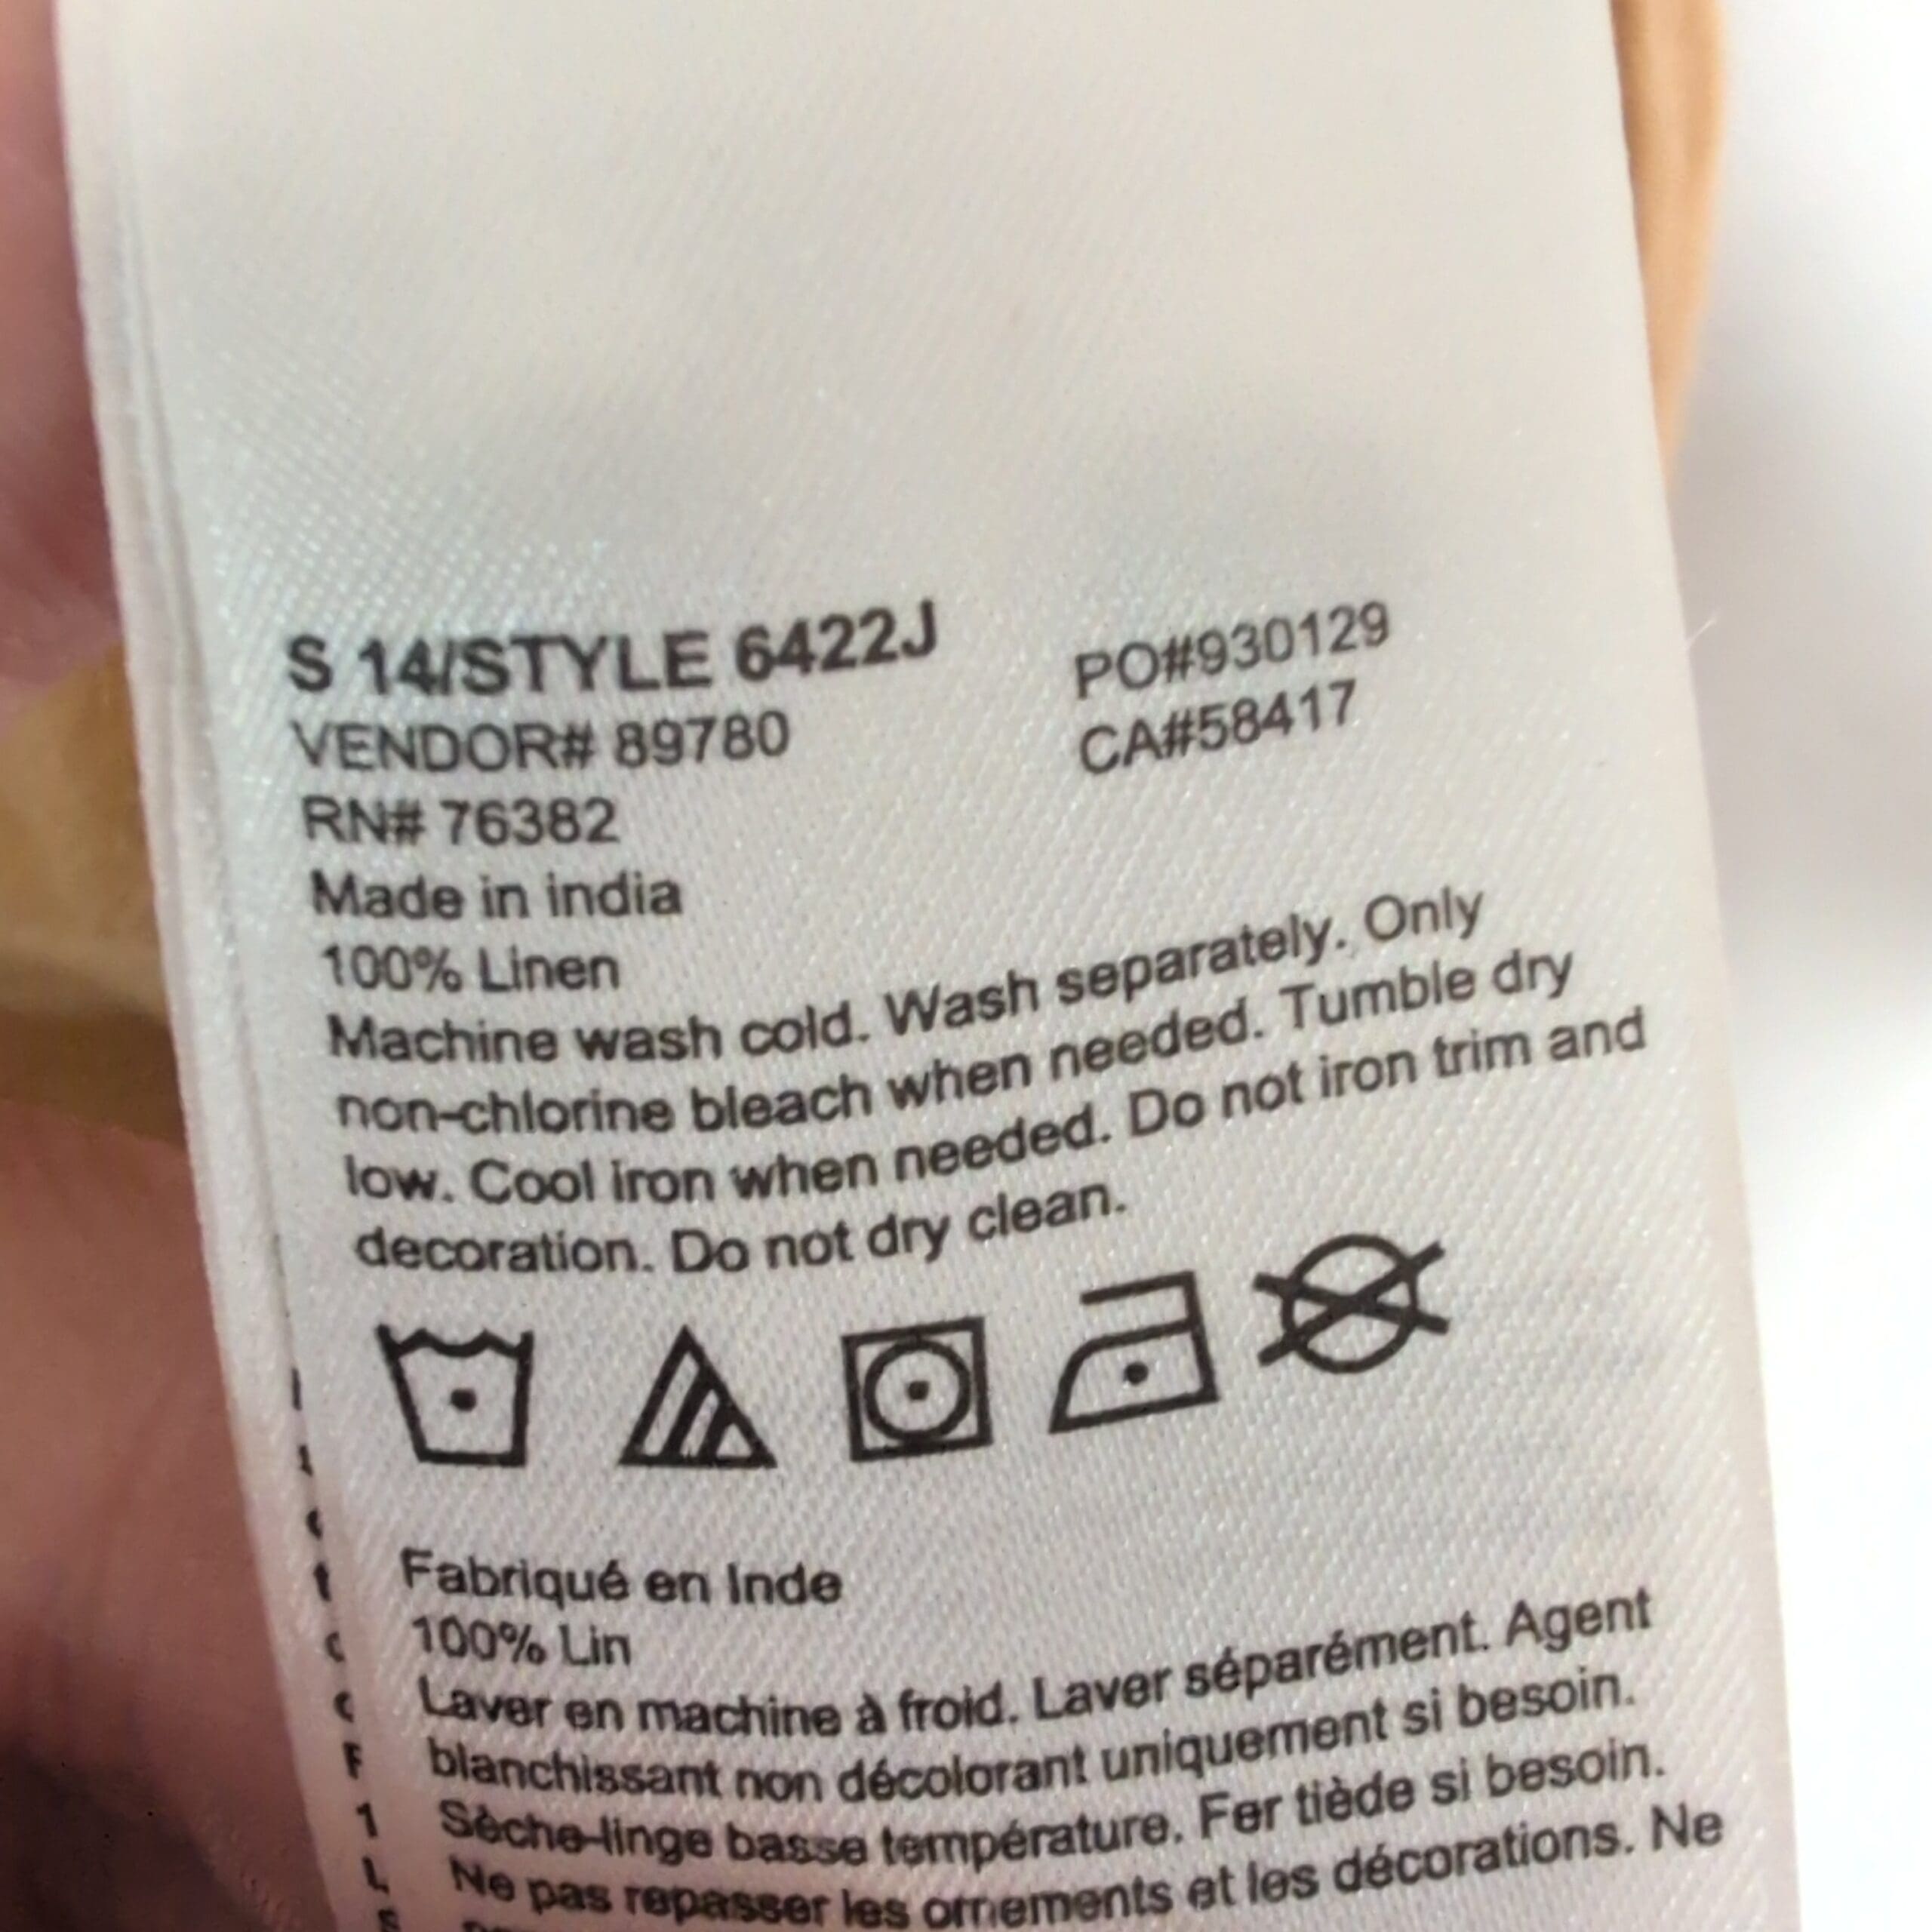 S 14/STYLE 6422J PO#930129
VENDOR# 89780 CA#58417
RN# 76382
Made in india
100% Linen
Machine wash cold. Wash separately. Only
non-chlorine bleach when needed. Tumble dry
low. Cool iron when needed. Do not iron trim and
decoration. Do not dry clean.
Fabriqué en Inde
100% Lin
Laver en machine à froid. Laver séparément. Agent
blanchissant non décolorant uniquement si besoin.
Sèche-linge basse température. Fer tiède si besoin.
Ne pas repasser les ornements et les décorations. Ne